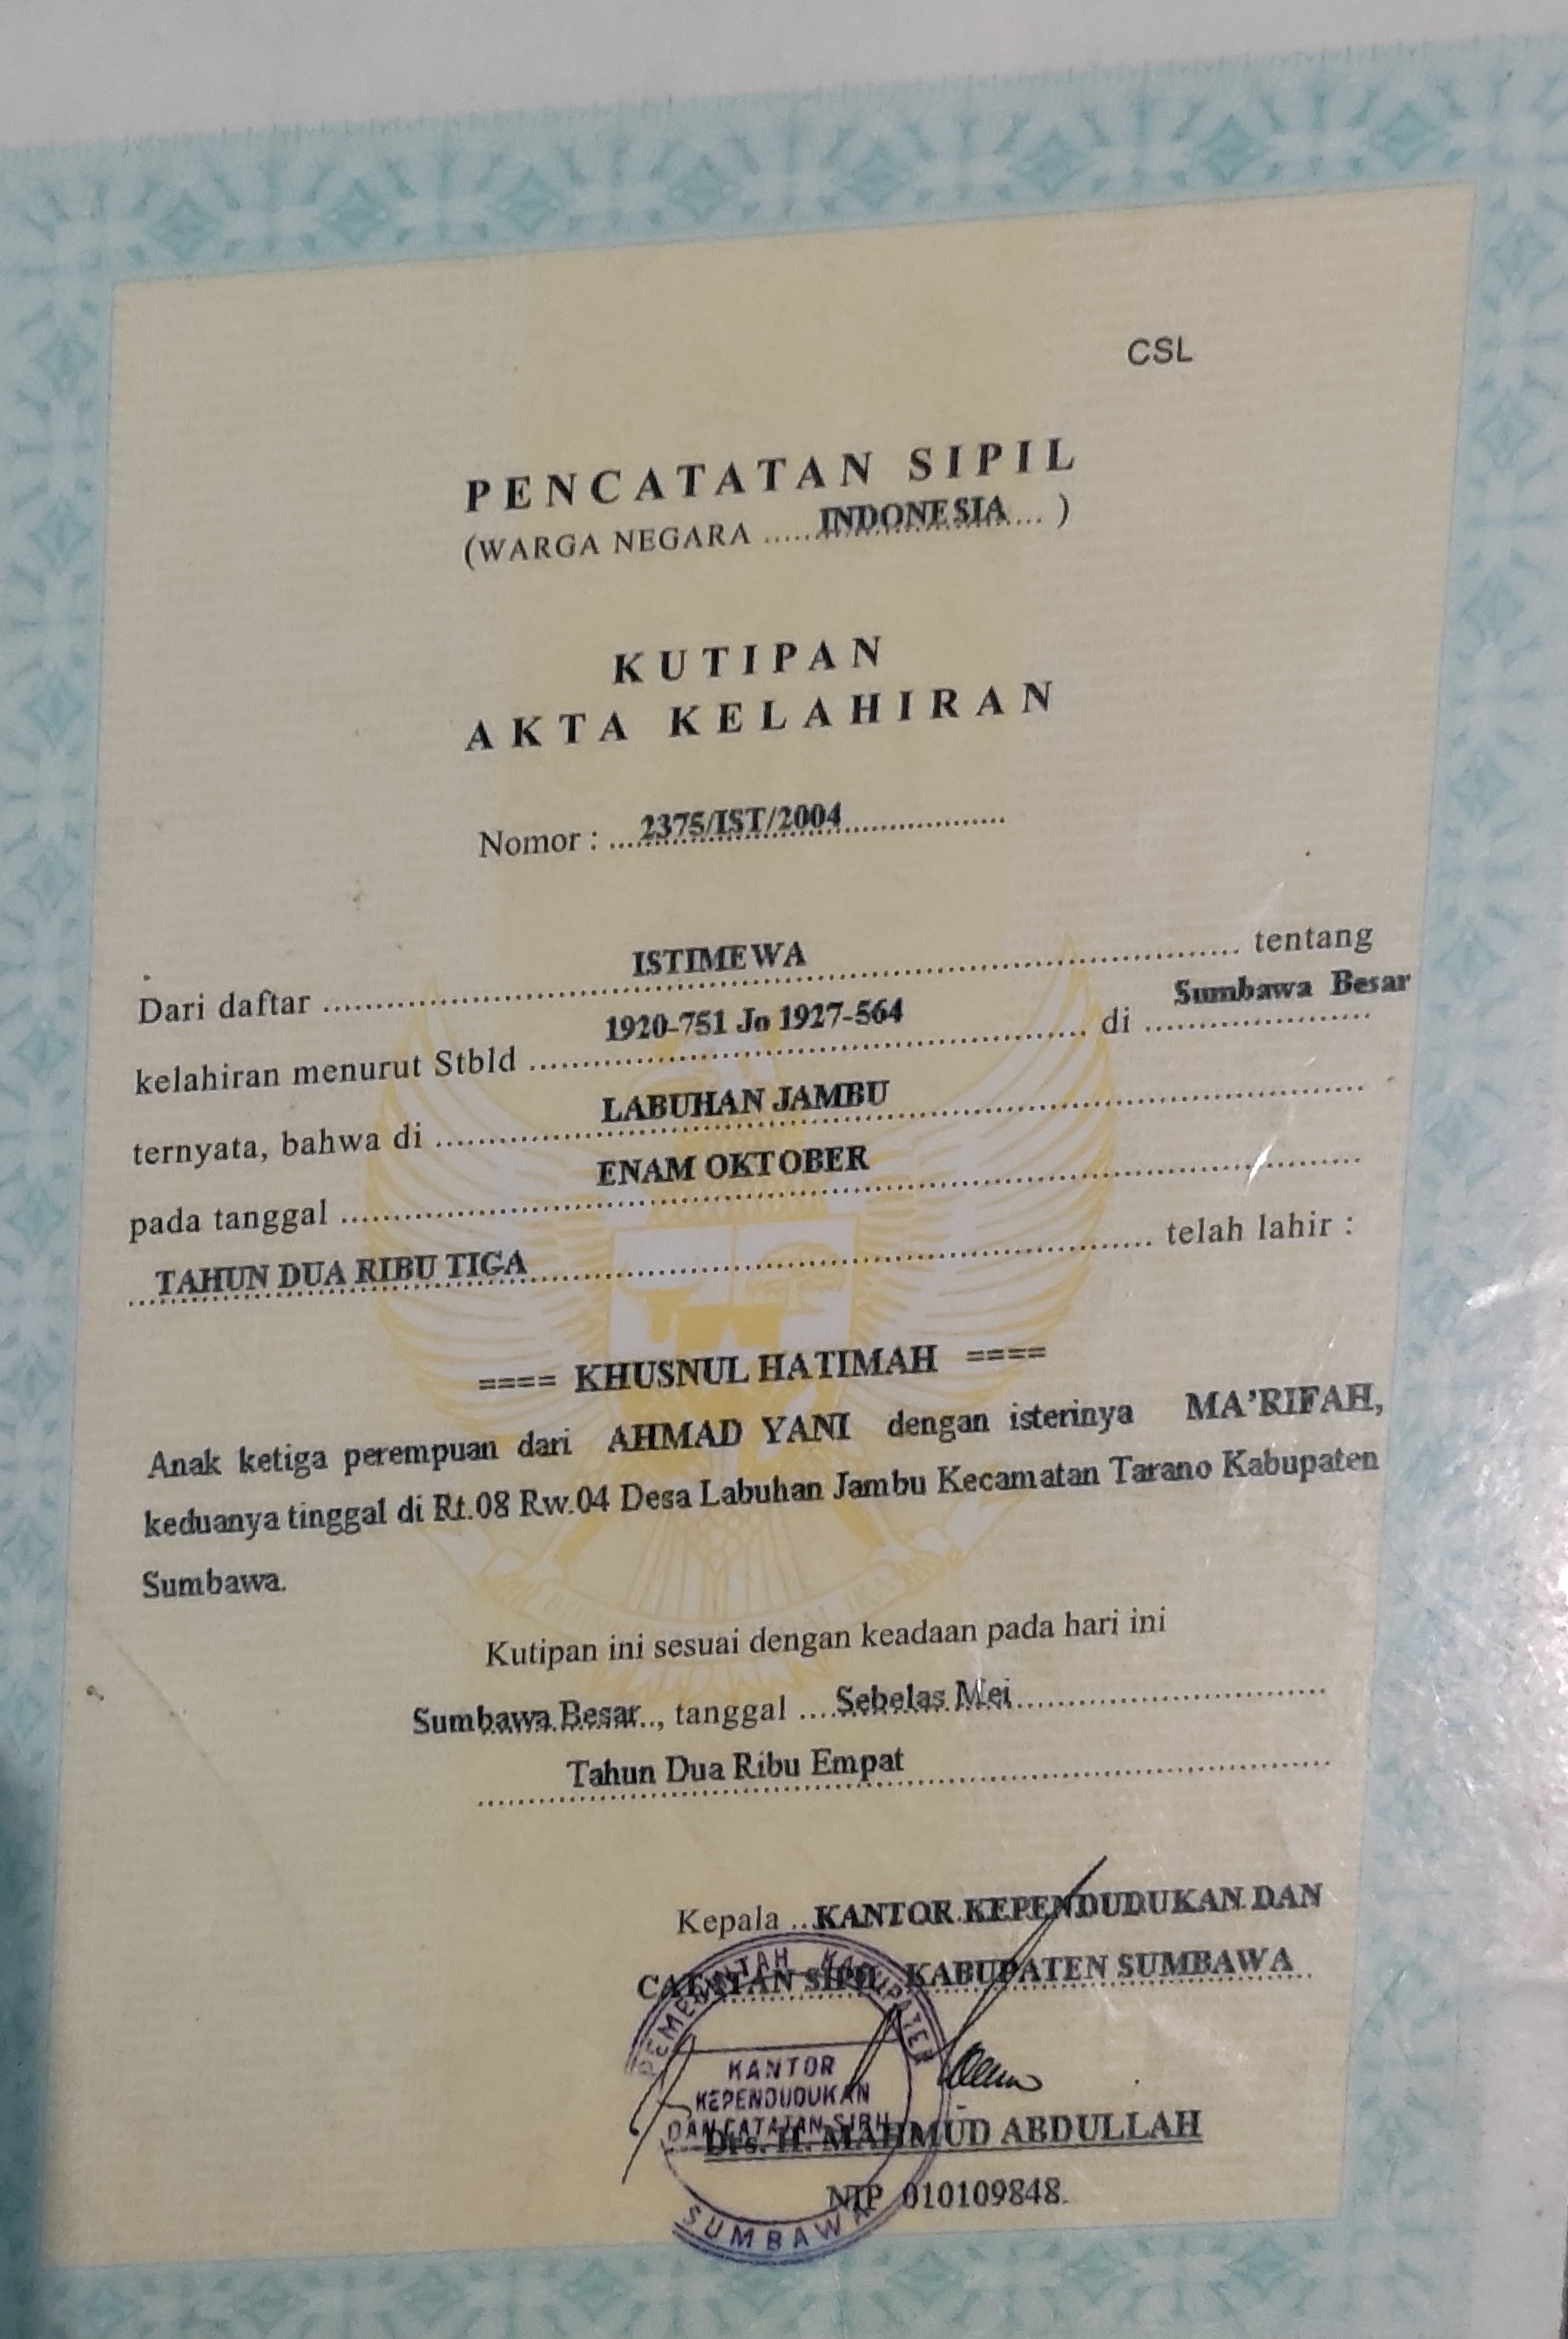 CSL
PENCATATAN SIPIL
(WARGA NEGARA ..... INDONESIA ... )
KUTIPAN
AKTA KELAHIRAN
Nomor : ... 2375/IST/2004 ...
Dari daftar ... ISTIMEWA ... tentang
kelahiran menurut Stbld ... 1920-751 Jo 1927-564 ... di ... Sumbawa Besar
ternyata, bahwa di ... LABUHAN JAMBU ...
pada tanggal ... ENAM OKTOBER ...
... TAHUN DUA RIBU TIGA ... telah lahir :
==== KHUSNUL HATIMAH ====
Anak ketiga perempuan dari AHMAD YANI dengan isterinya MA'RIFAH,
keduanya tinggal di Rt.08 Rw.04 Desa Labuhan Jambu Kecamatan Tarano Kabupaten
Sumbawa.
Kutipan ini sesuai dengan keadaan pada hari ini
Sumbawa Besar.., tanggal .... Sebelas Mei ...
Tahun Dua Ribu Empat ...
Kepala .. KANTOR KEPENDUDUKAN DAN
CATATAN SIPIL KABUPATEN SUMBAWA
PEMERINTAH KABUPATEN
KANTOR
KEPENDUDUKAN
DAN CATATAN SIPIL
SUMBAWA
Drs. H. MAHMUD ABDULLAH
NIP 010109848.